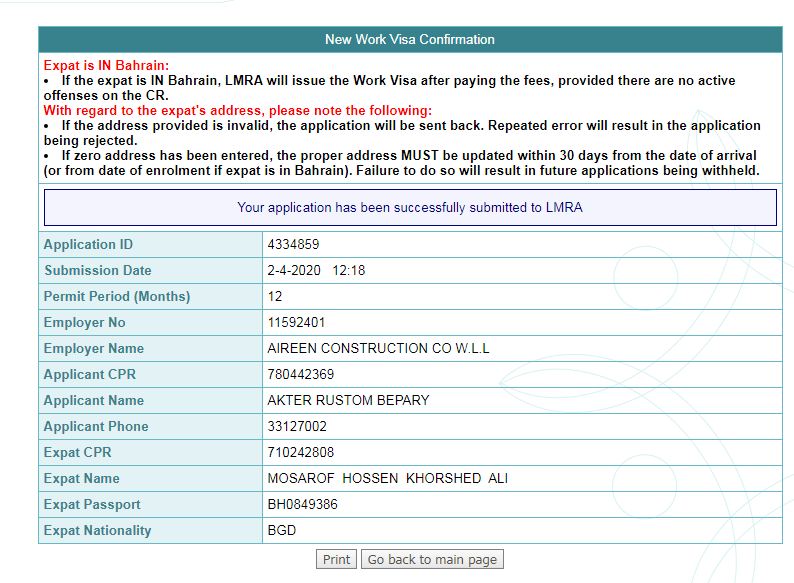 New Work Visa Confirmation
Expat is IN Bahrain:
• If the expat is IN Bahrain, LMRA will issue the Work Visa after paying the fees, provided there are no active
offenses on the CR.
With regard to the expat's address, please note the following:
• If the address provided is invalid, the application will be sent back. Repeated error will result in the application
being rejected.
• If zero address has been entered, the proper address MUST be updated within 30 days from the date of arrival
(or from date of enrolment if expat is in Bahrain). Failure to do so will result in future applications being withheld.
Your application has been successfully submitted to LMRA
Application ID 4334859
Submission Date 2-4-2020 12:18
Permit Period (Months) 12
Employer No 11592401
Employer Name AIREEN CONSTRUCTION CO W.L.L
Applicant CPR 780442369
Applicant Name AKTER RUSTOM BEPARY
Applicant Phone 33127002
Expat CPR 710242808
Expat Name MOSAROF HOSSEN KHORSHED ALI
Expat Passport BH0849386
Expat Nationality BGD
Print Go back to main page